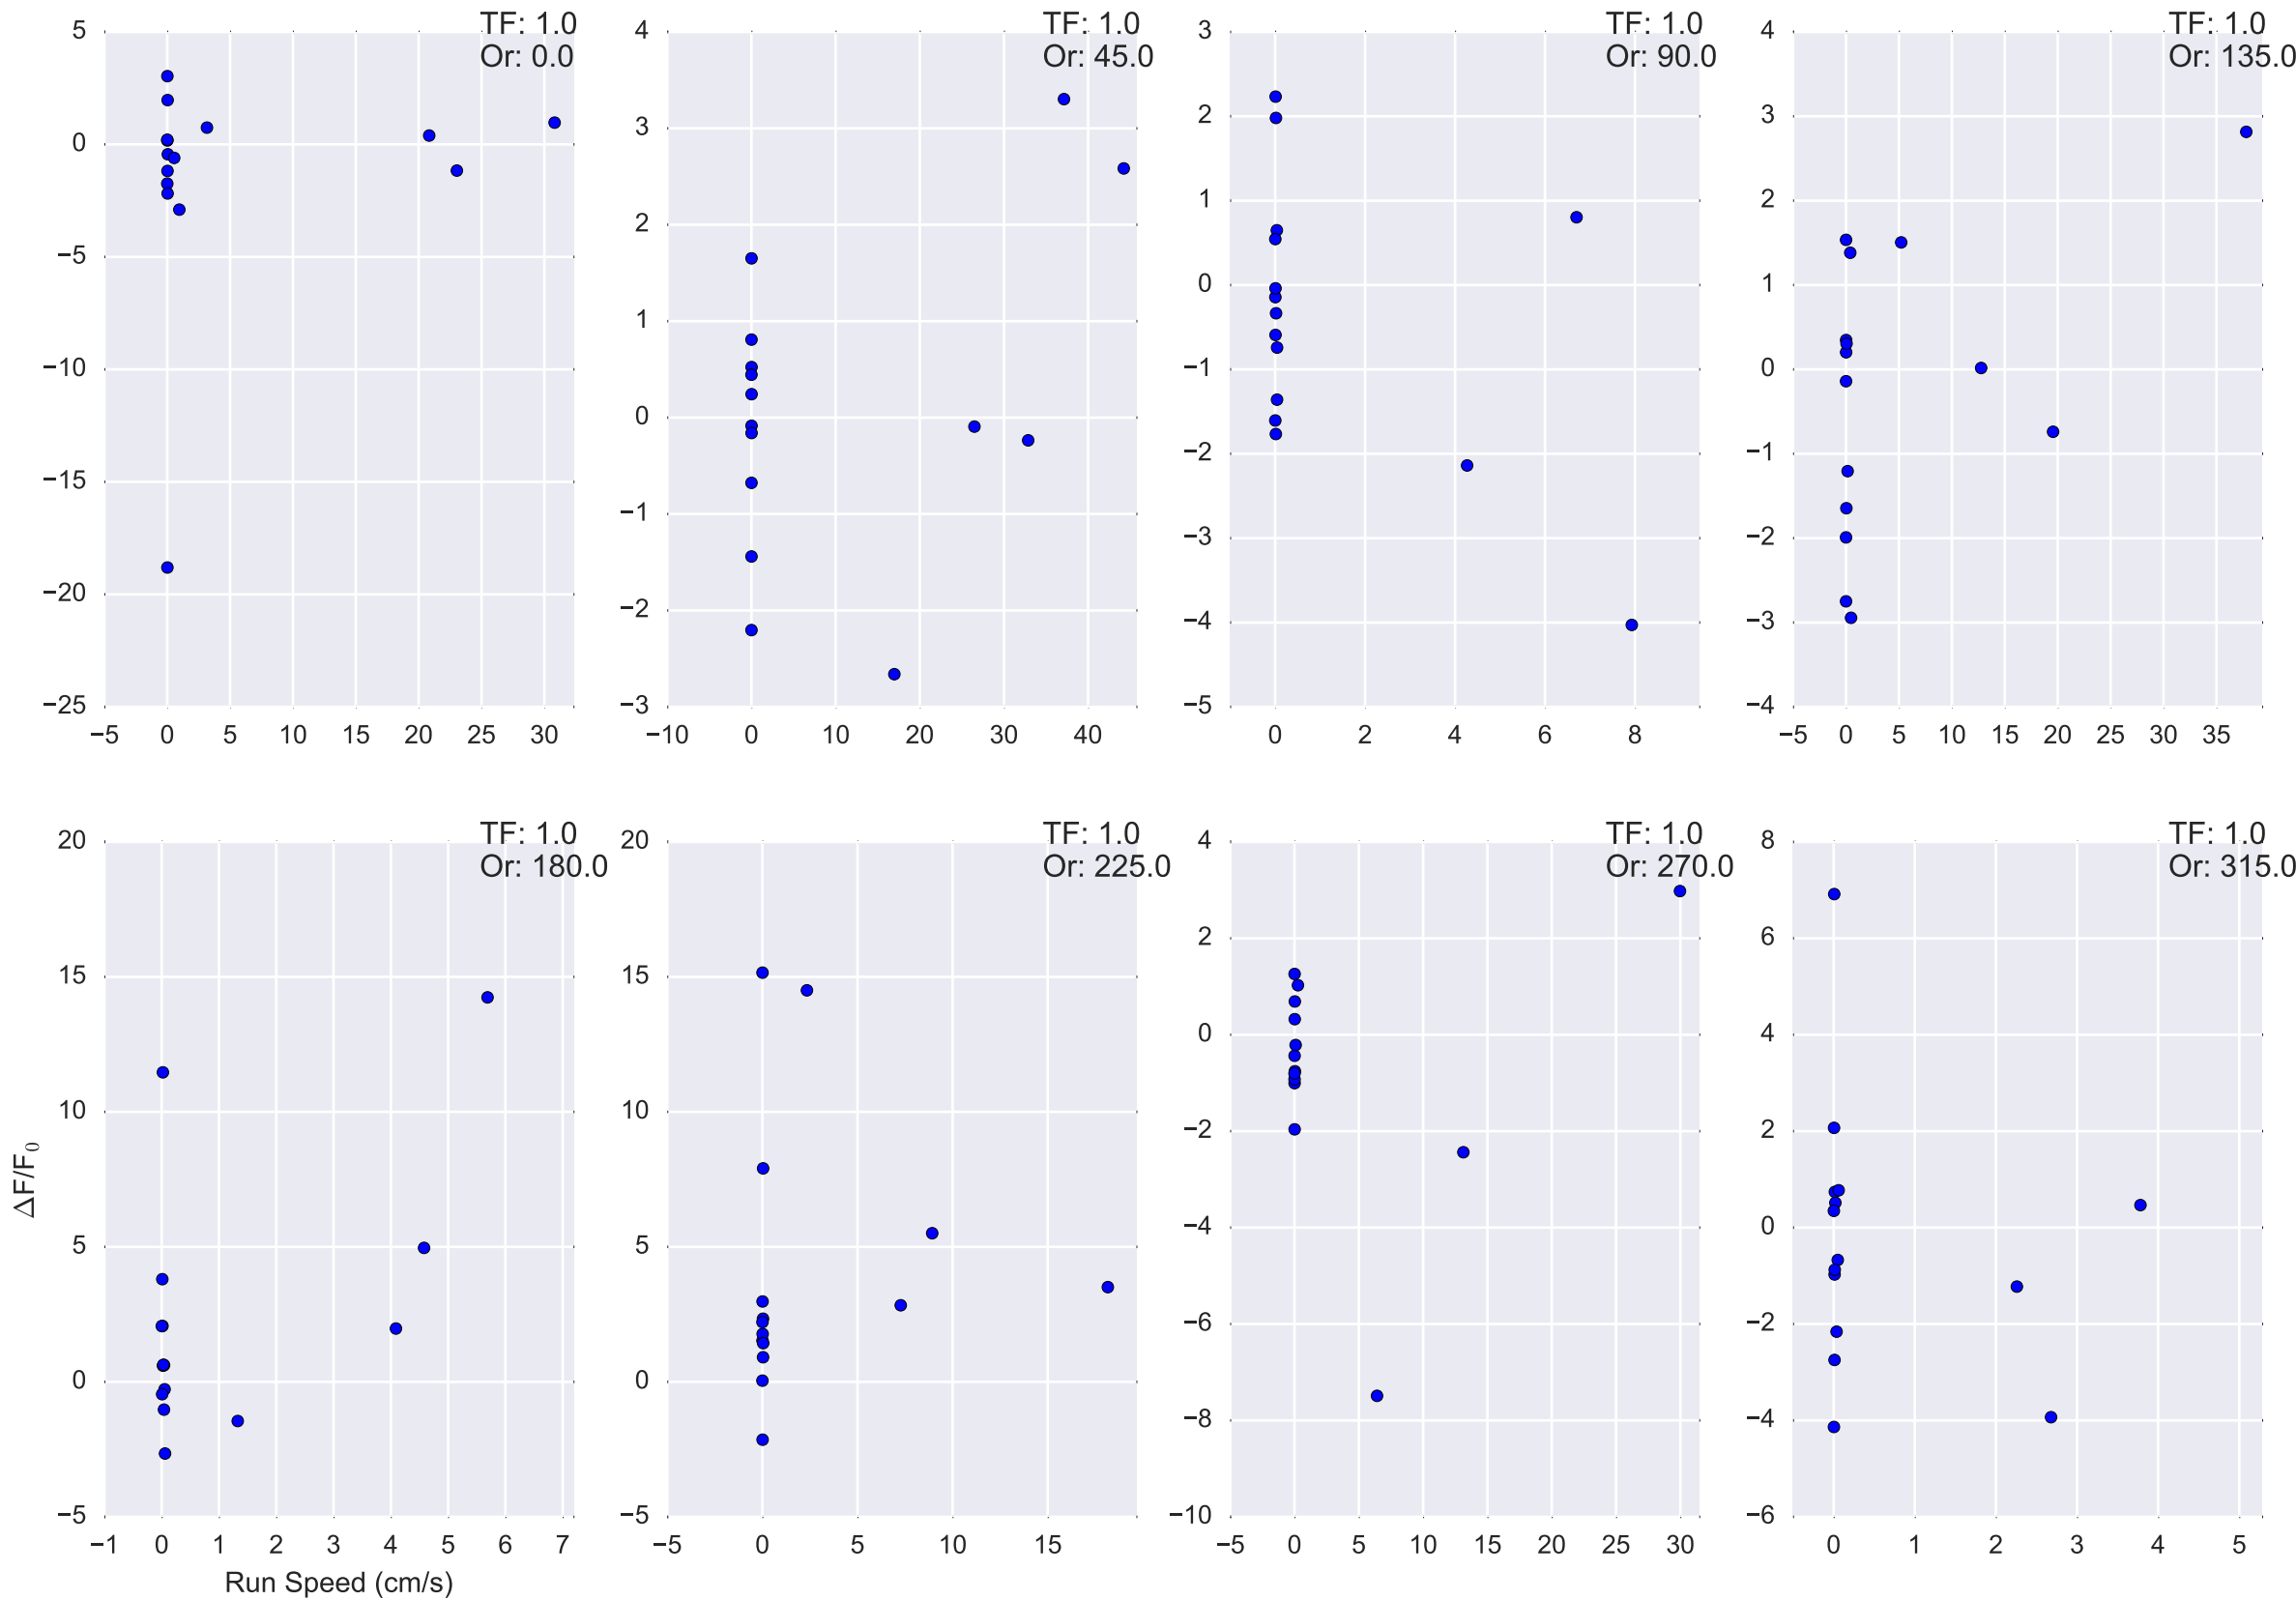 TF: 1.0
Or: 0.0
5
0
−5
−10
−15
−20
−25
−5 0 5 10 15 20 25 30
TF: 1.0
Or: 45.0
4
3
2
1
0
−1
−2
−3
−10 0 10 20 30 40
TF: 1.0
Or: 90.0
3
2
1
0
−1
−2
−3
−4
−5
0 2 4 6 8
TF: 1.0
Or: 135.0
4
3
2
1
0
−1
−2
−3
−4
−5 0 5 10 15 20 25 30 35
TF: 1.0
Or: 180.0
20
15
10
5
0
−5
ΔF/F₀
−1 0 1 2 3 4 5 6 7
Run Speed (cm/s)
TF: 1.0
Or: 225.0
20
15
10
5
0
−5
−5 0 5 10 15
TF: 1.0
Or: 270.0
4
2
0
−2
−4
−6
−8
−10
−5 0 5 10 15 20 25 30
TF: 1.0
Or: 315.0
8
6
4
2
0
−2
−4
−6
0 1 2 3 4 5